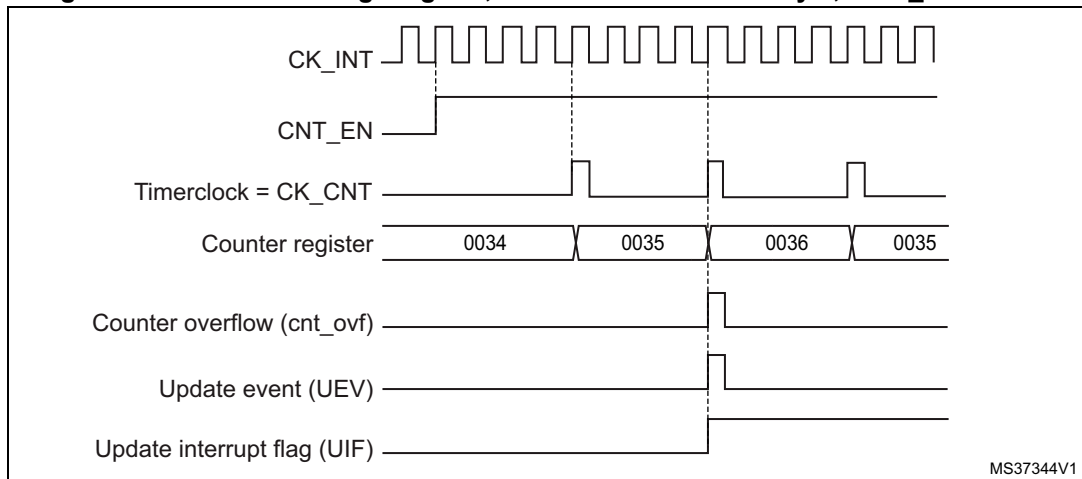 CK_INT
CNT_EN
Timerclock = CK_CNT
Counter register 0034 0035 0036 0035
Counter overflow (cnt_ovf)
Update event (UEV)
Update interrupt flag (UIF)
MS37344V1